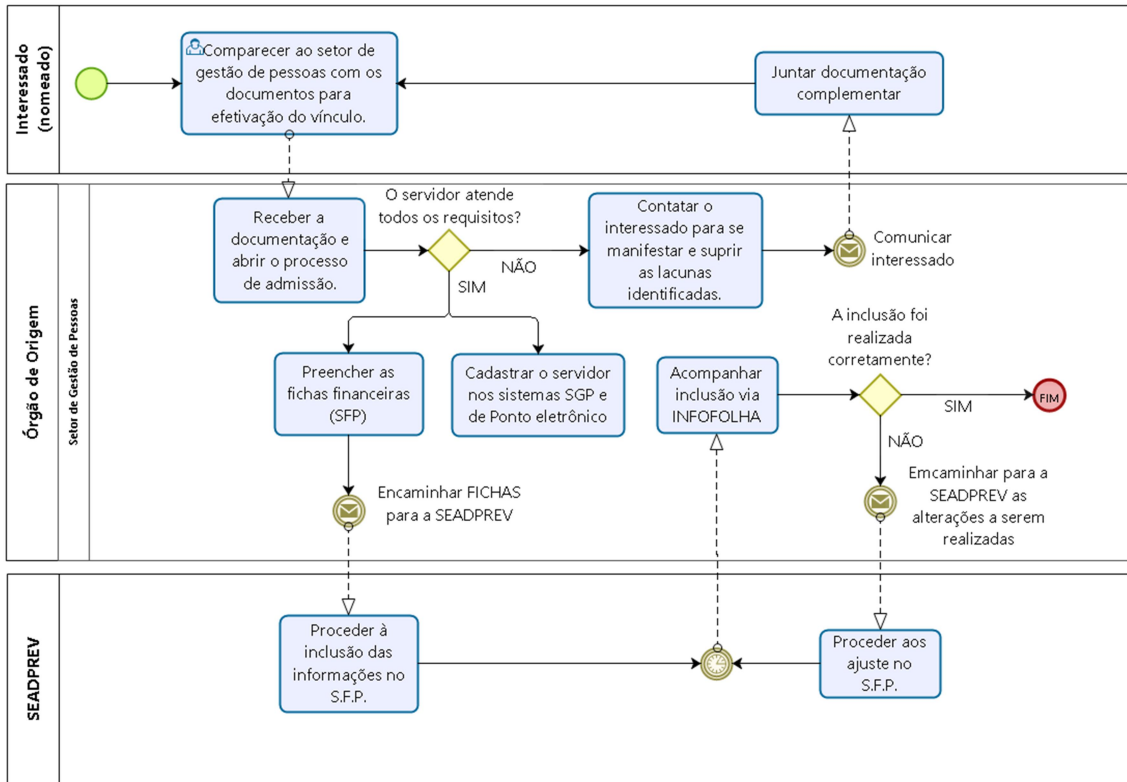 Interessado
(nomeado)
Comparecer ao setor de
gestão de pessoas com os
documentos para
efetivação do vínculo.
Juntar documentação
complementar
Órgão de Origem
Setor de Gestão de Pessoas
Receber a
documentação e
abrir o processo
de admissão.
O servidor atende
todos os requisitos?
NÃO
SIM
Contatar o
interessado para se
manifestar e suprir
as lacunas
identificadas.
Comunicar
interessado
Preencher as
fichas financeiras
(SFP)
Cadastrar o servidor
nos sistemas SGP e
de Ponto eletrônico
Acompanhar
inclusão via
INFOFOLHA
A inclusão foi
realizada
corretamente?
SIM
FIM
NÃO
Encaminhar FICHAS
para a SEADPREV
Emcaminhar para a
SEADPREV as
alterações a serem
realizadas
SEADPREV
Proceder à
inclusão das
informações no
S.F.P.
Proceder aos
ajuste no
S.F.P.